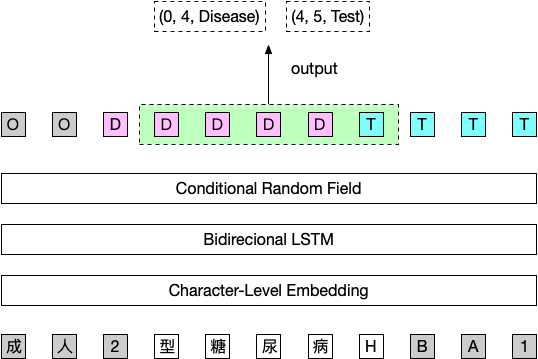 (0, 4, Disease) (4, 5, Test)
output
O O D D D D D T T T T
Conditional Random Field
Bidirecional LSTM
Character-Level Embedding
成 人 2 型 糖 尿 病 H B A 1